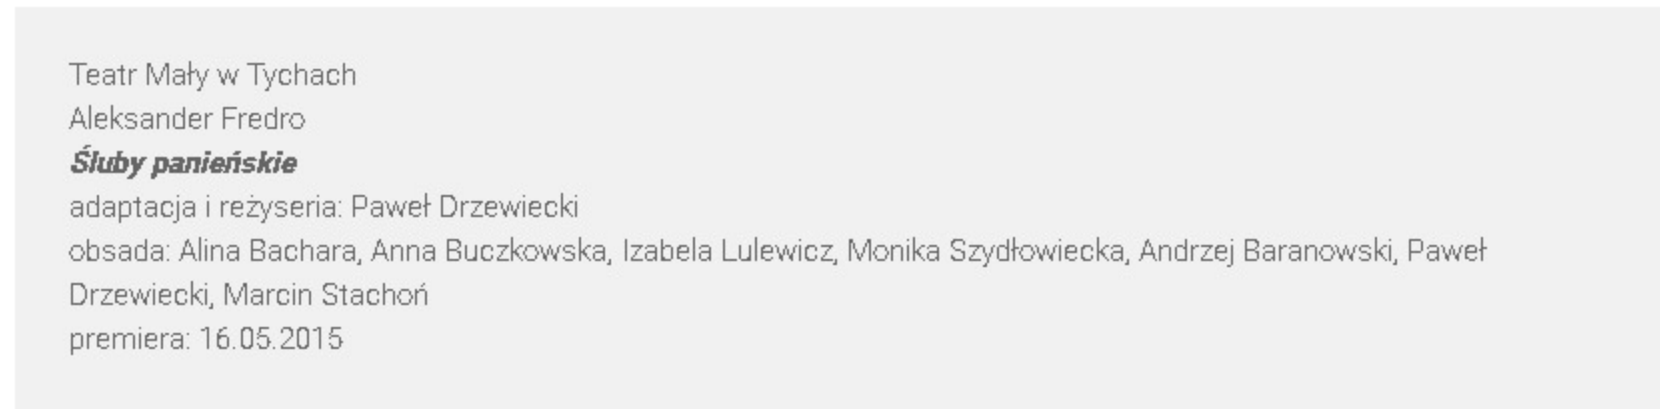 Teatr Mały w Tychach
Aleksander Fredro
Śluby panieńskie
adaptacja i reżyseria: Paweł Drzewiecki
obsada: Alina Bachara, Anna Buczkowska, Izabela Lulewicz, Monika Szydłowiecka, Andrzej Baranowski, Paweł
Drzewiecki, Marcin Stachoń
premiera: 16.05.2015